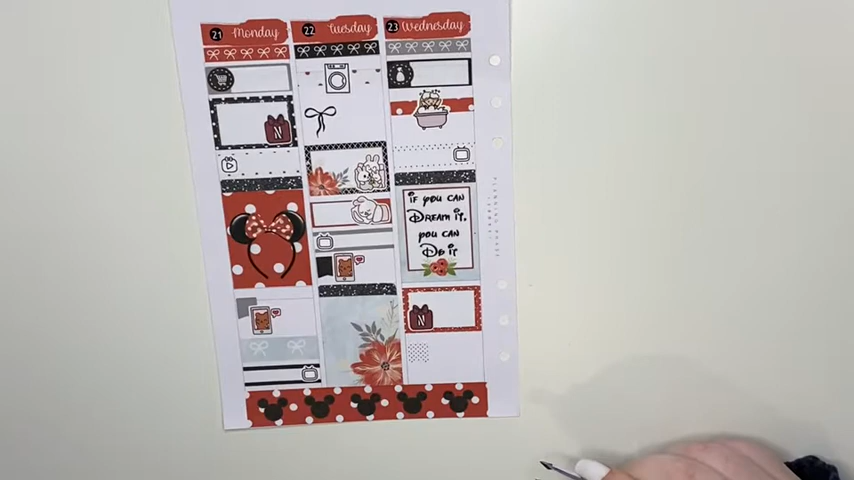 21 Monday
22 Tuesday
23 Wednesday
N
IF YOU CAN
DREAM IT,
YOU CAN
DO IT
N